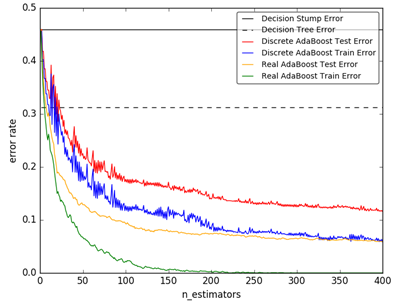 0.5
Decision Stump Error
Decision Tree Error
Discrete AdaBoost Test Error
Discrete AdaBoost Train Error
Real AdaBoost Test Error
Real AdaBoost Train Error
0.4
0.3
error rate
0.2
0.1
0.0
0 50 100 150 200 250 300 350 400
n_estimators